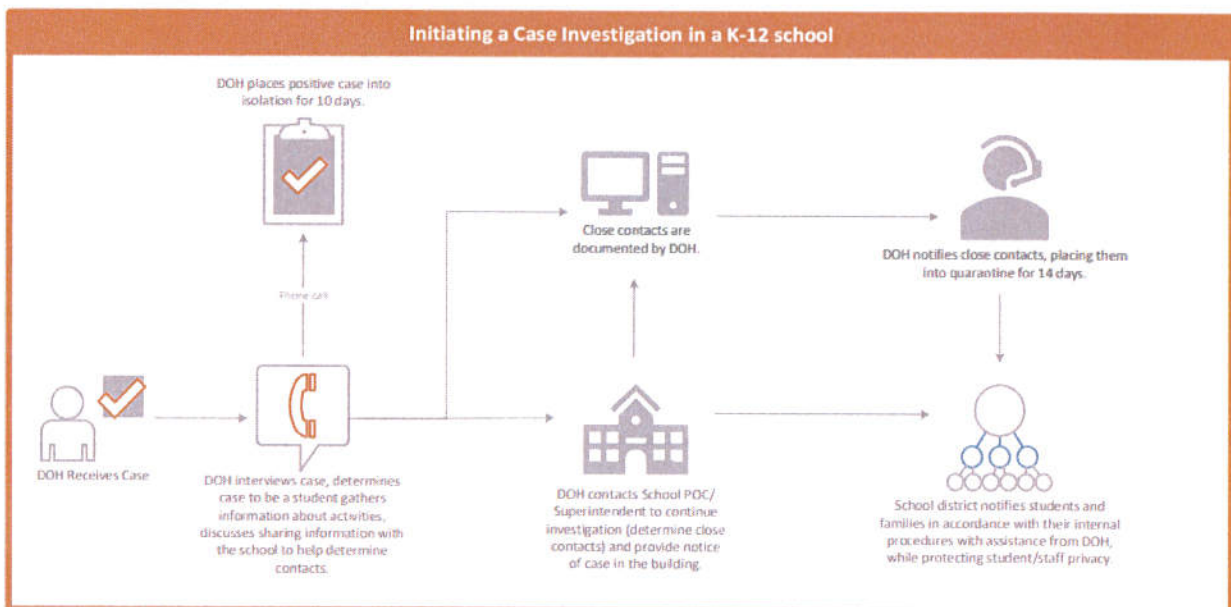 Initiating a Case Investigation in a K-12 school
DOH places positive case into
isolation for 10 days.
Phone call
Close contacts are
documented by DOH.
DOH notifies close contacts, placing them
into quarantine for 14 days.
DOH Receives Case
DOH interviews case, determines
case to be a student gathers
information about activities,
discusses sharing information with
the school to help determine
contacts.
DOH contacts School POC/
Superintendent to continue
investigation (determine close
contacts) and provide notice
of case in the building.
School district notifies students and
families in accordance with their internal
procedures with assistance from DOH,
while protecting student/staff privacy.